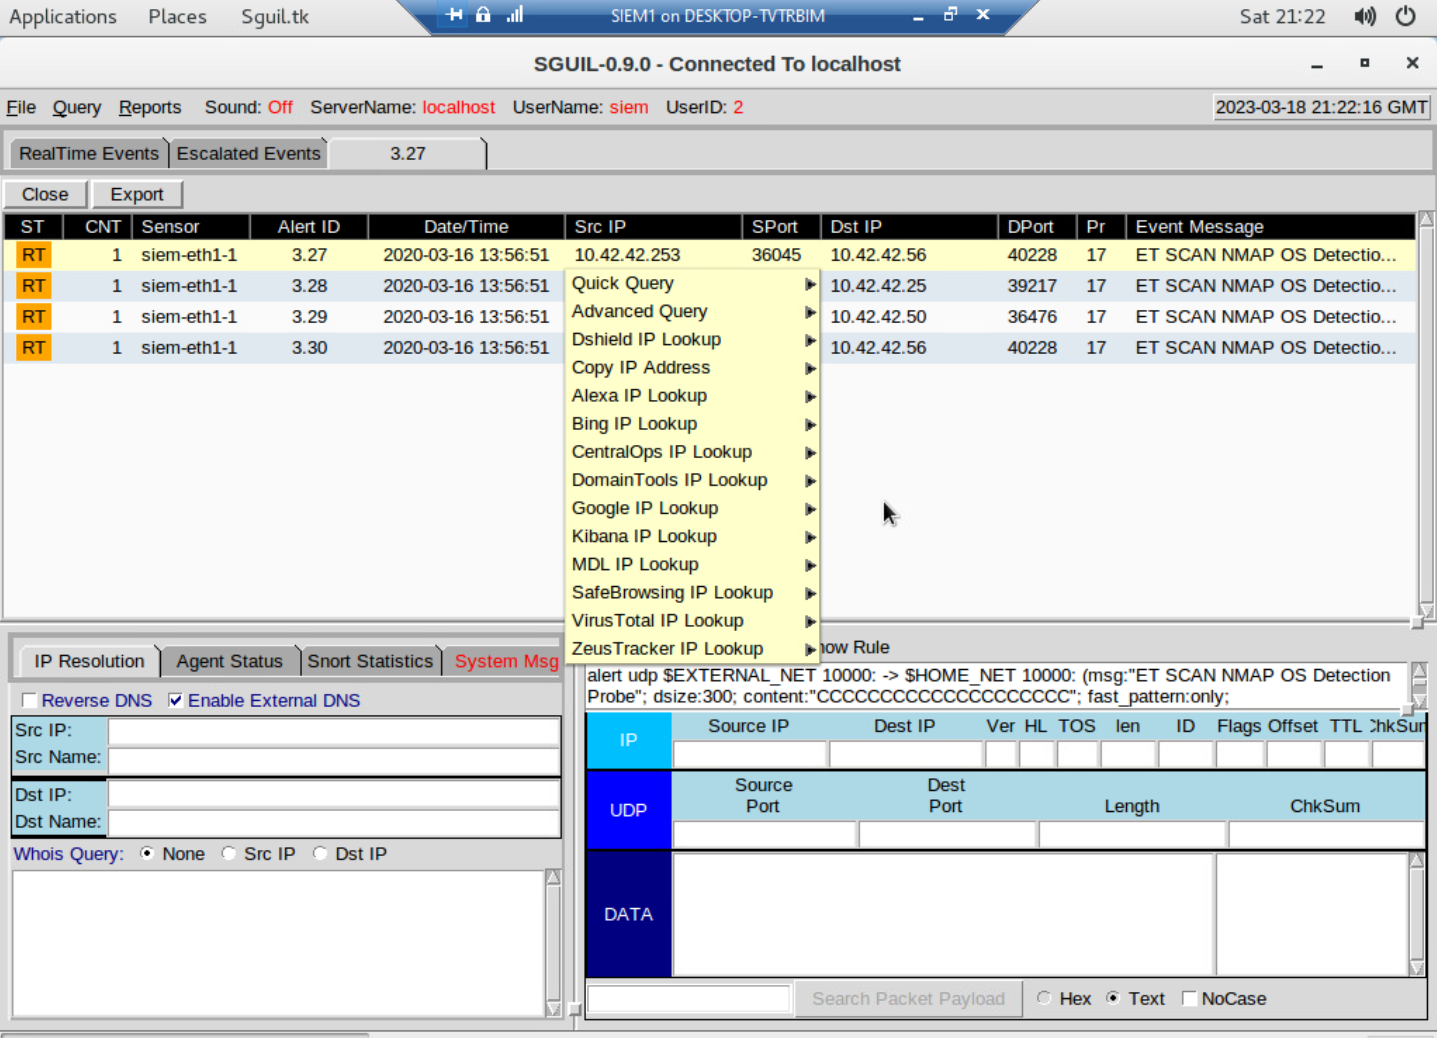 Applications Places Sguil.tk SIEM1 on DESKTOP-TVTRBIM Sat 21:22
SGUIL-0.9.0 - Connected To localhost
File Query Reports Sound: Off ServerName: localhost UserName: siem UserID: 2 2023-03-18 21:22:16 GMT
RealTime Events Escalated Events 3.27
Close Export
ST CNT Sensor Alert ID Date/Time Src IP SPort Dst IP DPort Pr Event Message
RT 1 siem-eth1-1 3.27 2020-03-16 13:56:51 10.42.42.253 36045 10.42.42.56 40228 17 ET SCAN NMAP OS Detectio...
RT 1 siem-eth1-1 3.28 2020-03-16 13:56:51 10.42.42.25 39217 17 ET SCAN NMAP OS Detectio...
RT 1 siem-eth1-1 3.29 2020-03-16 13:56:51 10.42.42.50 36476 17 ET SCAN NMAP OS Detectio...
RT 1 siem-eth1-1 3.30 2020-03-16 13:56:51 10.42.42.56 40228 17 ET SCAN NMAP OS Detectio...
Quick Query
Advanced Query
Dshield IP Lookup
Copy IP Address
Alexa IP Lookup
Bing IP Lookup
CentralOps IP Lookup
DomainTools IP Lookup
Google IP Lookup
Kibana IP Lookup
MDL IP Lookup
SafeBrowsing IP Lookup
VirusTotal IP Lookup
ZeusTracker IP Lookup
IP Resolution Agent Status Snort Statistics System Msg
Reverse DNS Enable External DNS
Src IP:
Src Name:
Dst IP:
Dst Name:
Whois Query: None Src IP Dst IP
how Rule
alert udp $EXTERNAL_NET 10000: -> $HOME_NET 10000: (msg:"ET SCAN NMAP OS Detection
Probe"; dsize:300; content:"CCCCCCCCCCCCCCCCCCCC"; fast_pattern:only;
IP Source IP Dest IP Ver HL TOS len ID Flags Offset TTL ChkSum
UDP Source Port Dest Port Length ChkSum
DATA
Search Packet Payload Hex Text NoCase